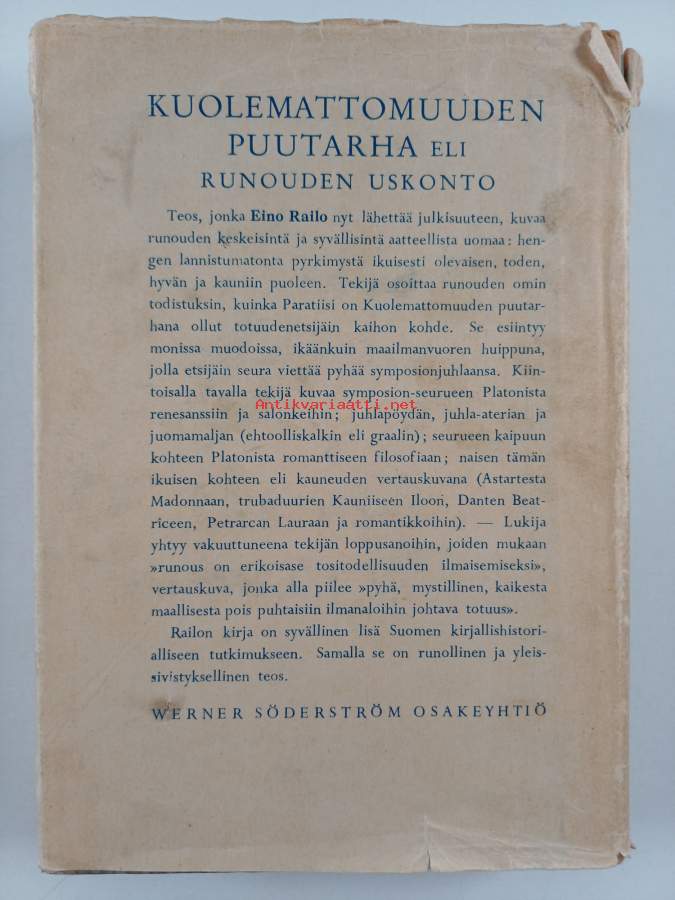 KUOLEMATTOMUUDEN
PUUTARHA ELI
RUNOUDEN USKONTO
Teos, jonka Eino Railo nyt lähettää julkisuuteen, kuvaa
runouden keskeisintä ja syvällisintä aatteellista uomaa: hen-
gen lannistumatonta pyrkimystä ikuisesti olevaisen, toden,
hyvän ja kauniin puoleen. Tekijä osoittaa runouden omin
todistuksin, kuinka Paratiisi on Kuolemattomuuden puutar-
hana ollut totuudenetsijäin kaihon kohde. Se esiintyy
monissa muodoissa, ikäänkuin maailmanvuoren huippuna,
jolla etsijäin seura viettää pyhää symposionjuhlaansa. Kiin-
toisalla tavalla tekijä kuvaa symposion-seurueen Platonista
renesanssiin ja salonkeihin; juhlapöydän, juhla-aterian ja
Antikvariaatti.net
juomamaljan (ehtoolliskalkin eli graalin); seurueen kaipuun
kohteen Platonista romanttiseen filosofiaan; naisen tämän
ikuisen kohteen eli kauneuden vertauskuvana (Astartesta
Madonnaan, trubaduurien Kauniiseen Iloon, Danten Beat-
riceen, Petrarcan Lauraan ja romantikkoihin). — Lukija
yhtyy vakuuttuneena tekijän loppusanoihin, joiden mukaan
»runous on erikoisase tositodellisuuden ilmaisemiseksi»,
vertauskuva, jonka alla piilee »pyhä, mystillinen, kaikesta
maallisesta pois puhtaisiin ilmanaloihin johtava totuus».
Railon kirja on syvällinen lisä Suomen kirjallishistori-
alliseen tutkimukseen. Samalla se on runollinen ja yleis-
sivistyksellinen teos.
WERNER SÖDERSTRÖM OSAKEYHTIÖ